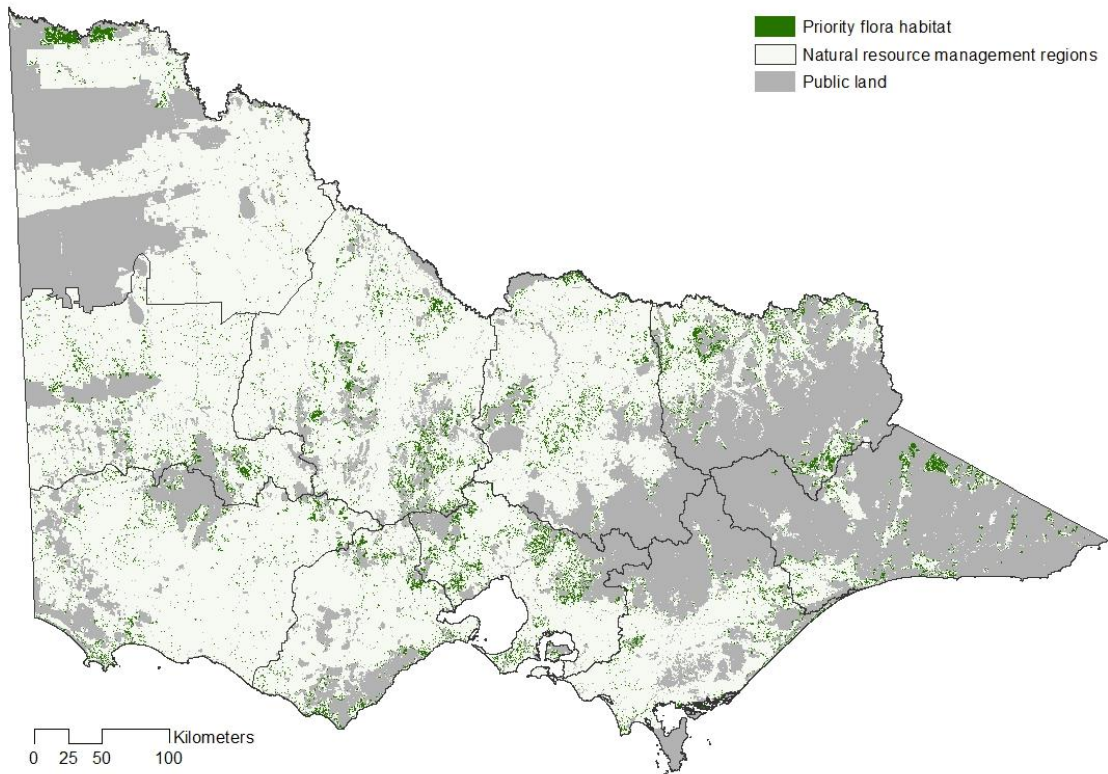 Priority flora habitat
Natural resource management regions
Public land
Kilometers
0 25 50 100